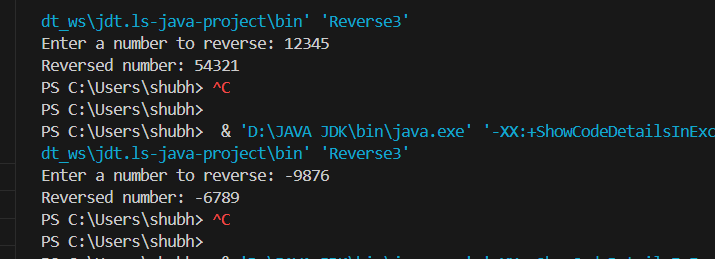 dt_ws\jdt.ls-java-project\bin' 'Reverse3'
Enter a number to reverse: 12345
Reversed number: 54321
PS C:\Users\shubh> ^C
PS C:\Users\shubh>
PS C:\Users\shubh>  & 'D:\JAVA JDK\bin\java.exe' '-XX:+ShowCodeDetailsInExc
dt_ws\jdt.ls-java-project\bin' 'Reverse3'
Enter a number to reverse: -9876
Reversed number: -6789
PS C:\Users\shubh> ^C
PS C:\Users\shubh>